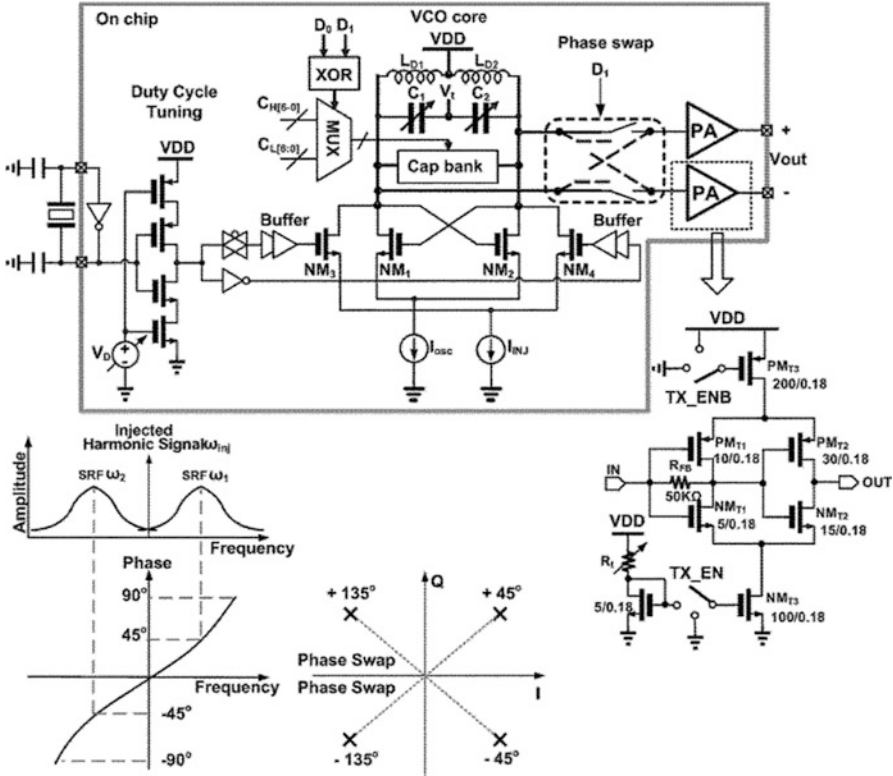 On chip
D0 D1
XOR
MUX
CH[6-0]
CL[6:0]
VCO core
VDD
LD1 LD2
C1 Vt C2
Cap bank
Phase swap
D1
PA
PA
+
Vout
-
Duty Cycle
Tuning
VDD
VD
+
-
Buffer
NM3
NM1
NM2
NM4
Buffer
Iosc
IINJ
VDD
PMT3
200/0.18
TX_ENB
PMT1
10/0.18
PMT2
30/0.18
IN
RFB
50KΩ
OUT
NMT1
5/0.18
NMT2
15/0.18
VDD
Rt
5/0.18
TX_EN
NMT3
100/0.18
Injected
Harmonic Signalωinj
Amplitude
SRF ω2
SRF ω1
Frequency
Phase
90°
45°
Frequency
-45°
-90°
Q
+ 135°
+ 45°
Phase Swap
Phase Swap
I
- 135°
- 45°